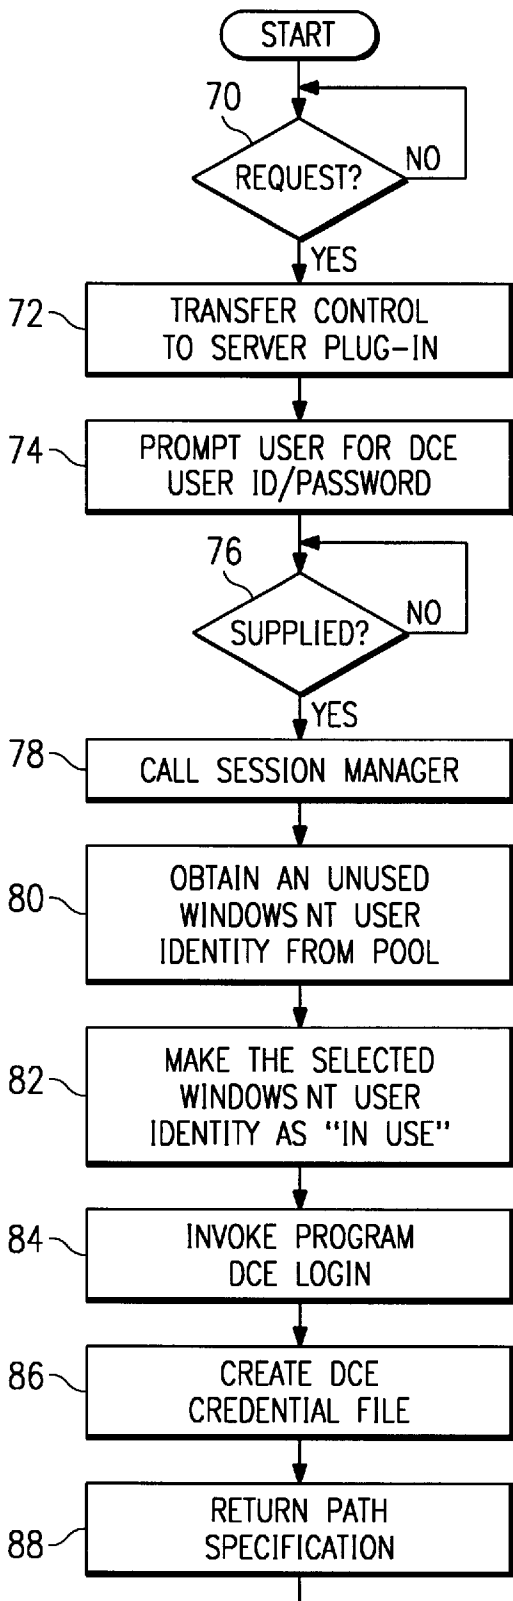 START
70
REQUEST?
NO
YES
72
TRANSFER CONTROL
TO SERVER PLUG-IN
74
PROMPT USER FOR DCE
USER ID/PASSWORD
76
SUPPLIED?
NO
YES
78
CALL SESSION MANAGER
80
OBTAIN AN UNUSED
WINDOWS NT USER
IDENTITY FROM POOL
82
MAKE THE SELECTED
WINDOWS NT USER
IDENTITY AS “IN USE”
84
INVOKE PROGRAM
DCE LOGIN
86
CREATE DCE
CREDENTIAL FILE
88
RETURN PATH
SPECIFICATION